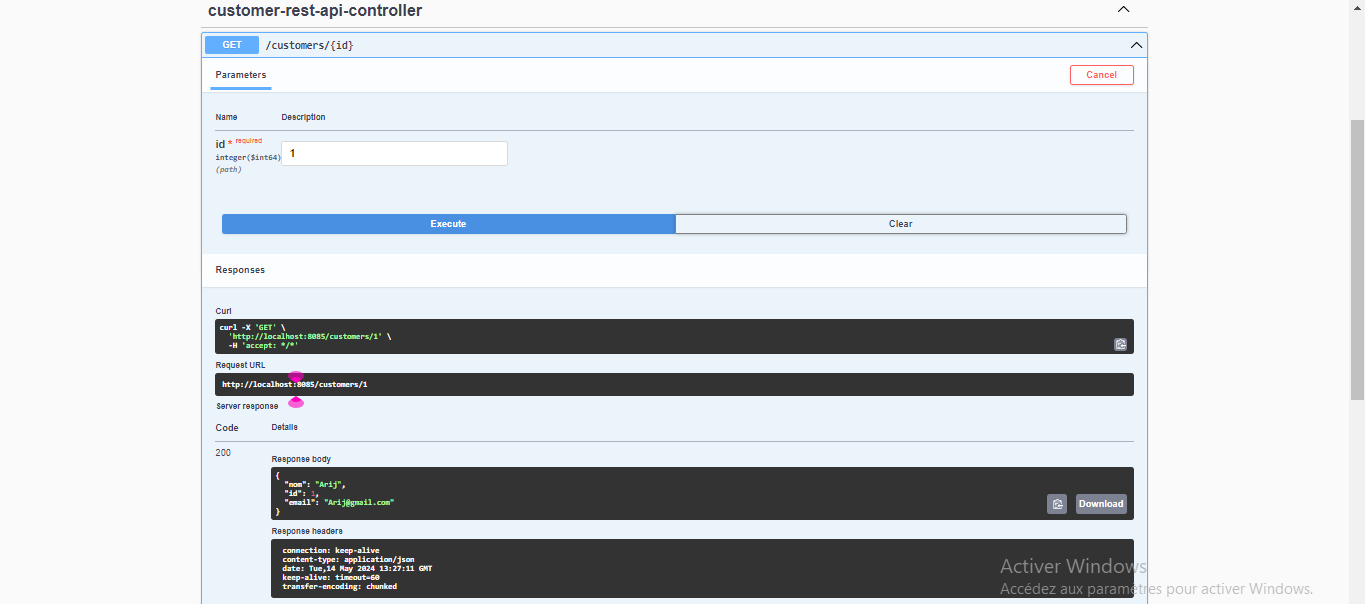 customer-rest-api-controller
GET /customers/{id}
Parameters
Cancel
Name Description
id * required
integer($int64)
(path)
1
Execute Clear
Responses
Curl
curl -X 'GET' \
'http://localhost:8085/customers/1' \
-H 'accept: */*'
Request URL
http://localhost:8085/customers/1
Server response
Code Details
200
Response body
{
"nom": "Arij",
"id": 1,
"email": "Arij@gmail.com"
}
Download
Response headers
connection: keep-alive
content-type: application/json
date: Tue,14 May 2024 13:27:11 GMT
keep-alive: timeout=60
transfer-encoding: chunked
Activer Windows
Accédez aux paramètres pour activer Windows.